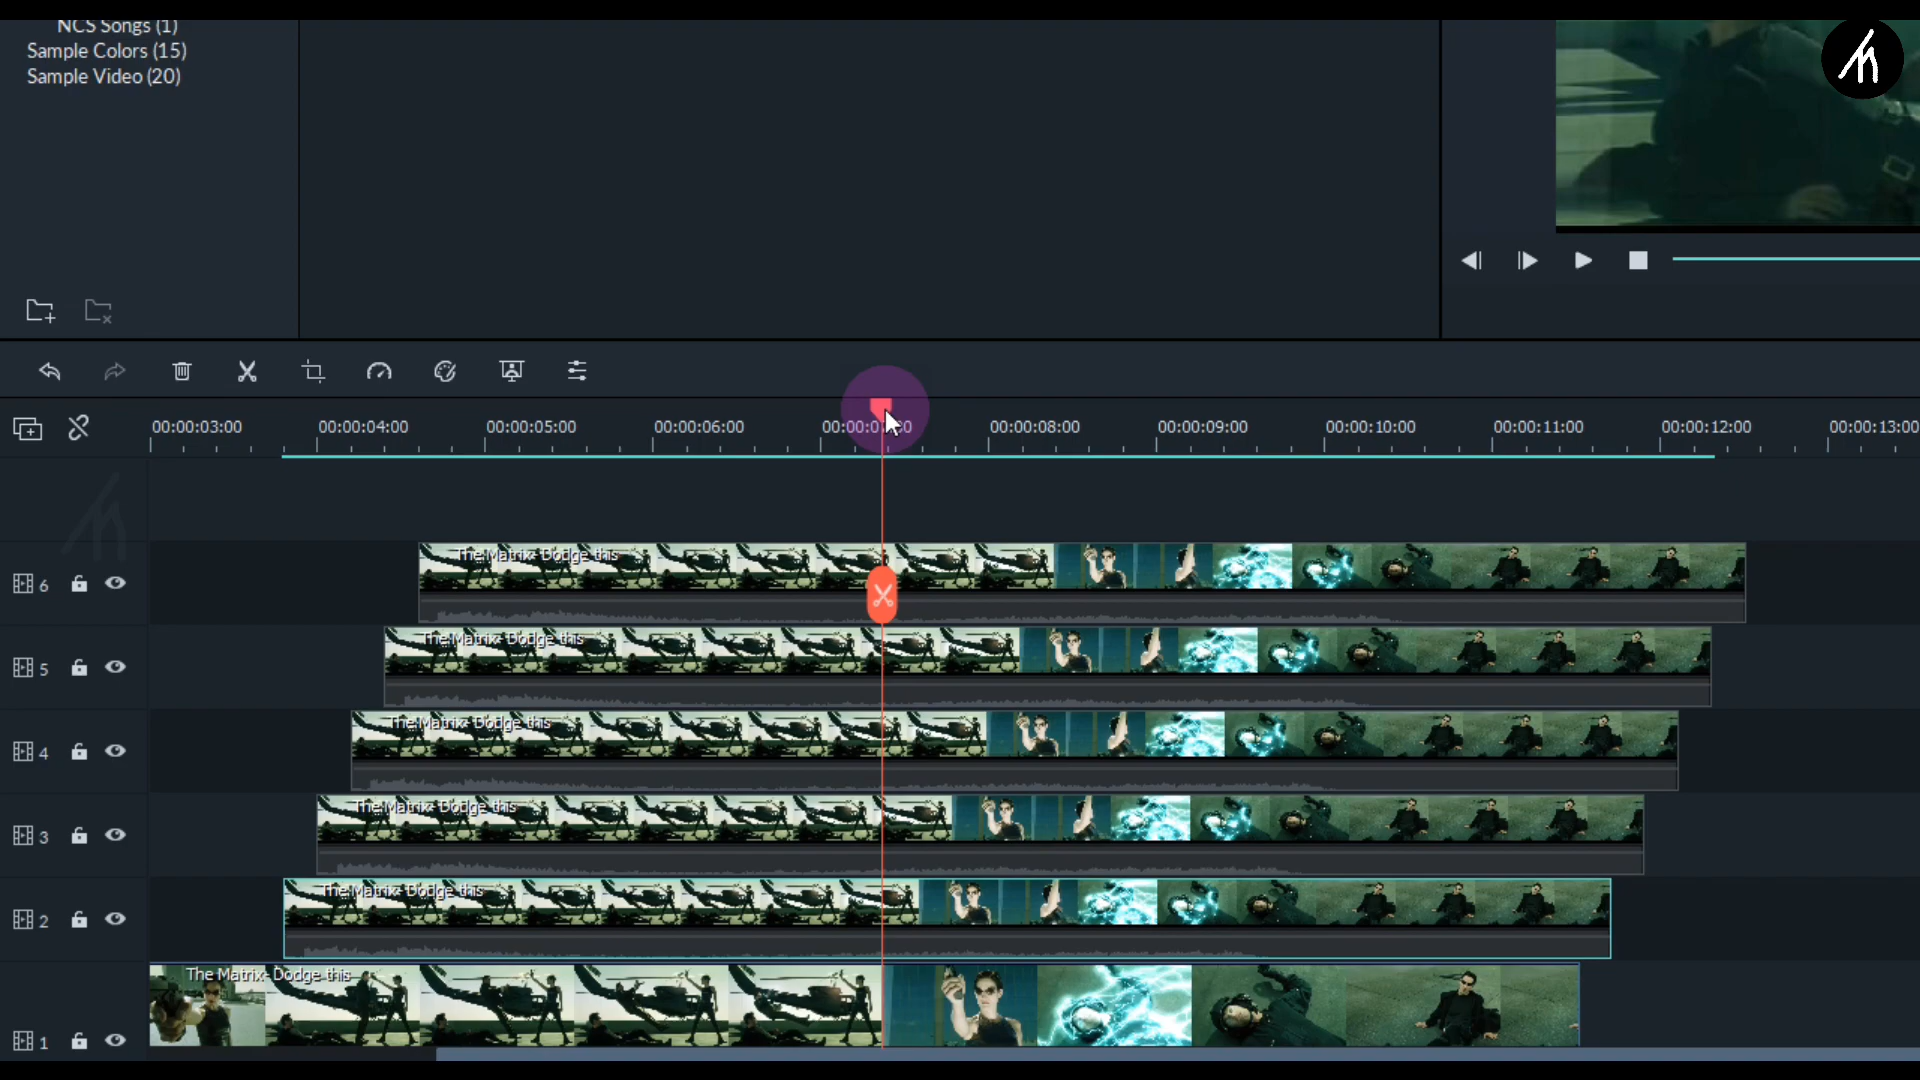 NCS Songs (1)
Sample Colors (15)
Sample Video (20)
00:00:03:00 00:00:04:00 00:00:05:00 00:00:06:00 00:00:08:00 00:00:09:00 00:00:10:00 00:00:11:00 00:00:12:00 00:00:13:00
The Matrix- Dodge this
6
The Matrix- Dodge this
5
The Matrix- Dodge this
4
The Matrix- Dodge this
3
The Matrix- Dodge this
2
The Matrix- Dodge this
1